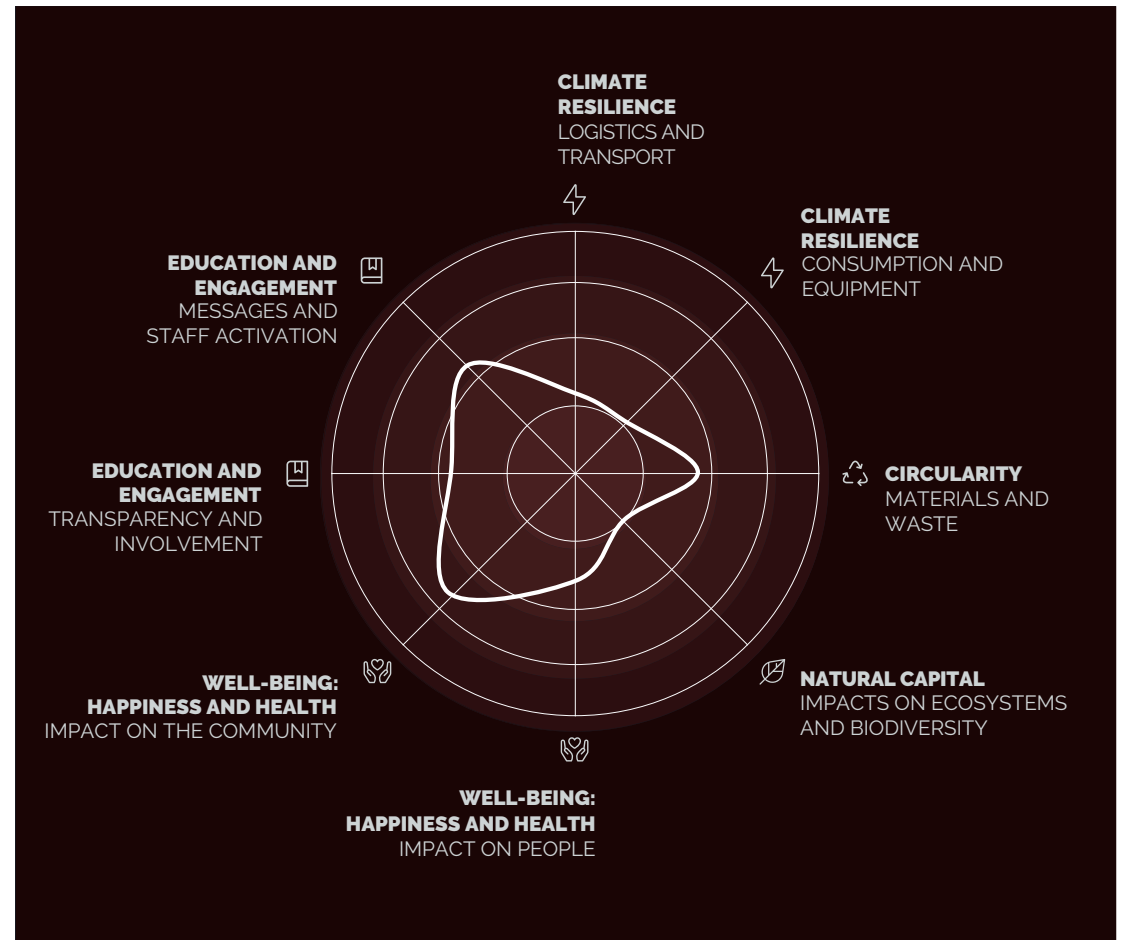 CLIMATE
RESILIENCE
LOGISTICS AND
TRANSPORT
CLIMATE
RESILIENCE
CONSUMPTION AND
EQUIPMENT
CIRCULARITY
MATERIALS AND
WASTE
NATURAL CAPITAL
IMPACTS ON ECOSYSTEMS
AND BIODIVERSITY
WELL-BEING:
HAPPINESS AND HEALTH
IMPACT ON PEOPLE
WELL-BEING:
HAPPINESS AND HEALTH
IMPACT ON THE COMMUNITY
EDUCATION AND
ENGAGEMENT
TRANSPARENCY AND
INVOLVEMENT
EDUCATION AND
ENGAGEMENT
MESSAGES AND
STAFF ACTIVATION